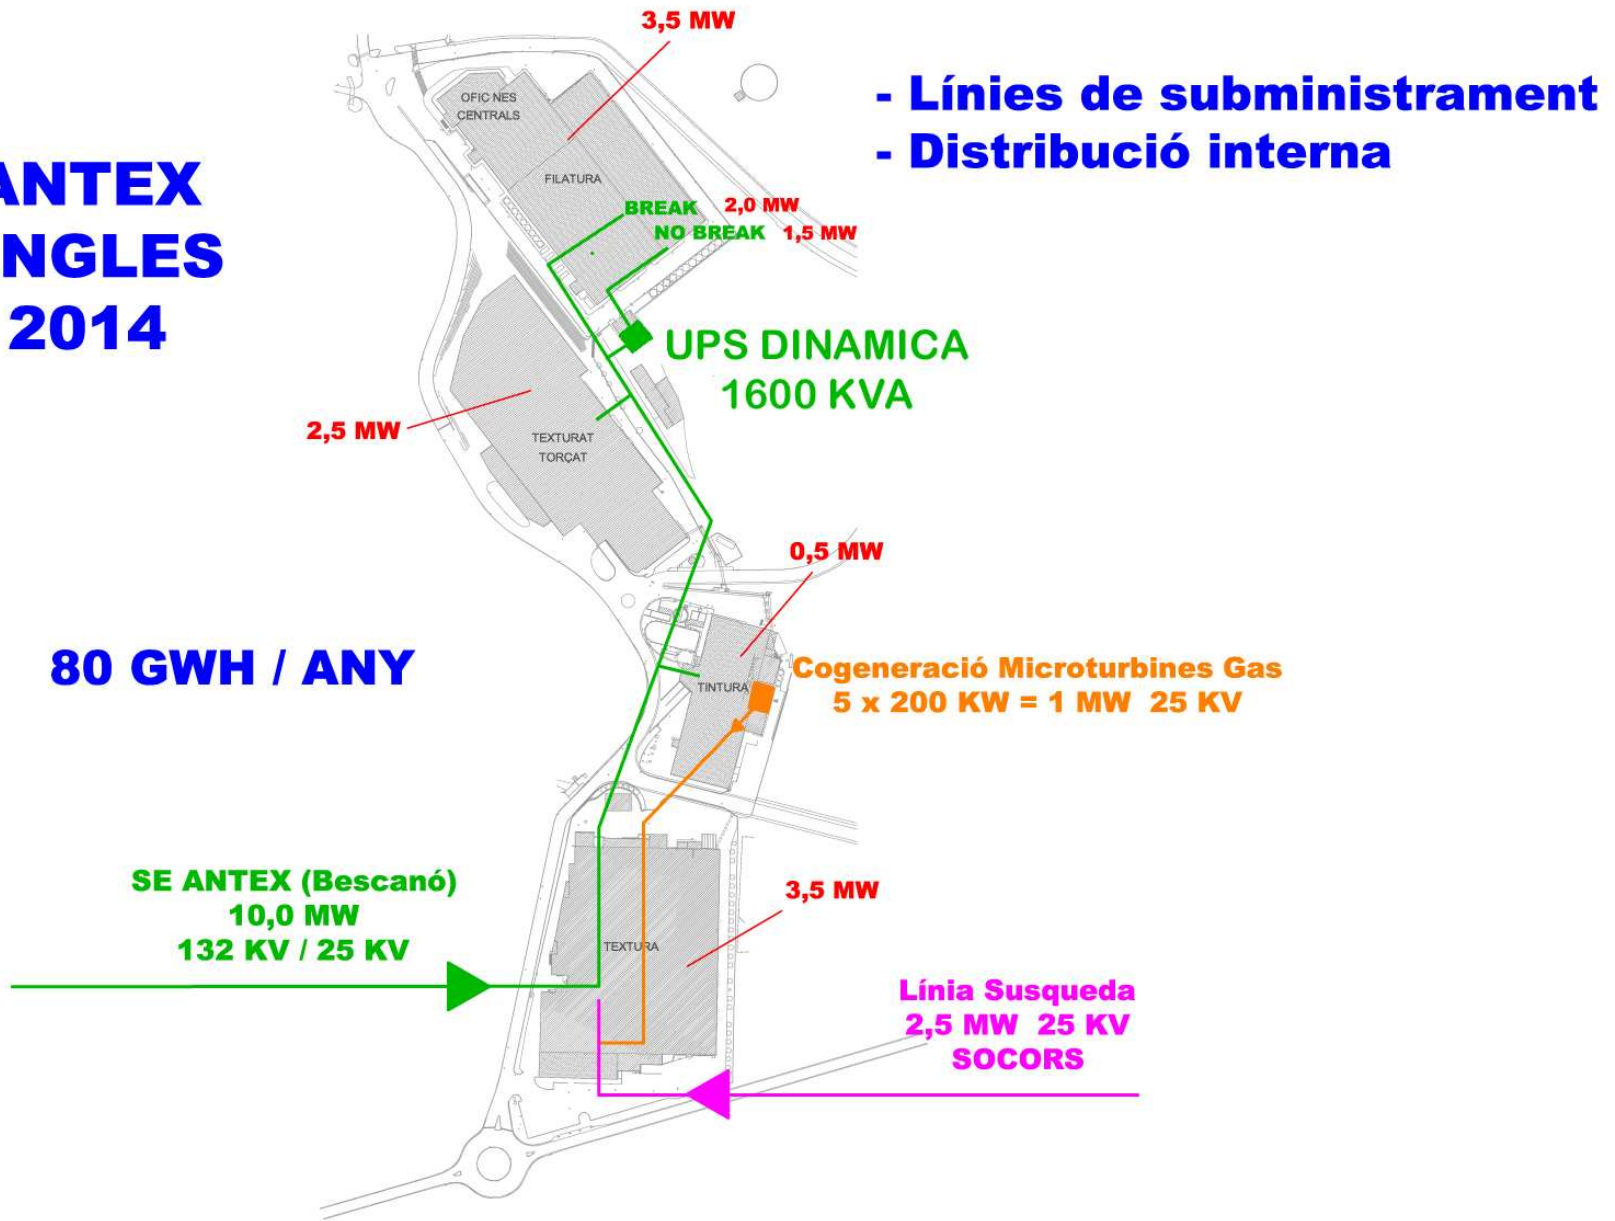 3,5 MW
- Línies de subministrament
- Distribució interna
ANTEX
NGLES
2014
OFIC NES
CENTRALS
FILATURA
BREAK 2,0 MW
NO BREAK 1,5 MW
UPS DINAMICA
1600 KVA
2,5 MW
TEXTURAT
TORÇAT
0,5 MW
80 GWH / ANY
TINTURA
Cogeneració Microturbines Gas
5 x 200 KW = 1 MW 25 KV
SE ANTEX (Bescanó)
10,0 MW
132 KV / 25 KV
3,5 MW
TEXTURA
Línia Susqueda
2,5 MW 25 KV
SOCORS